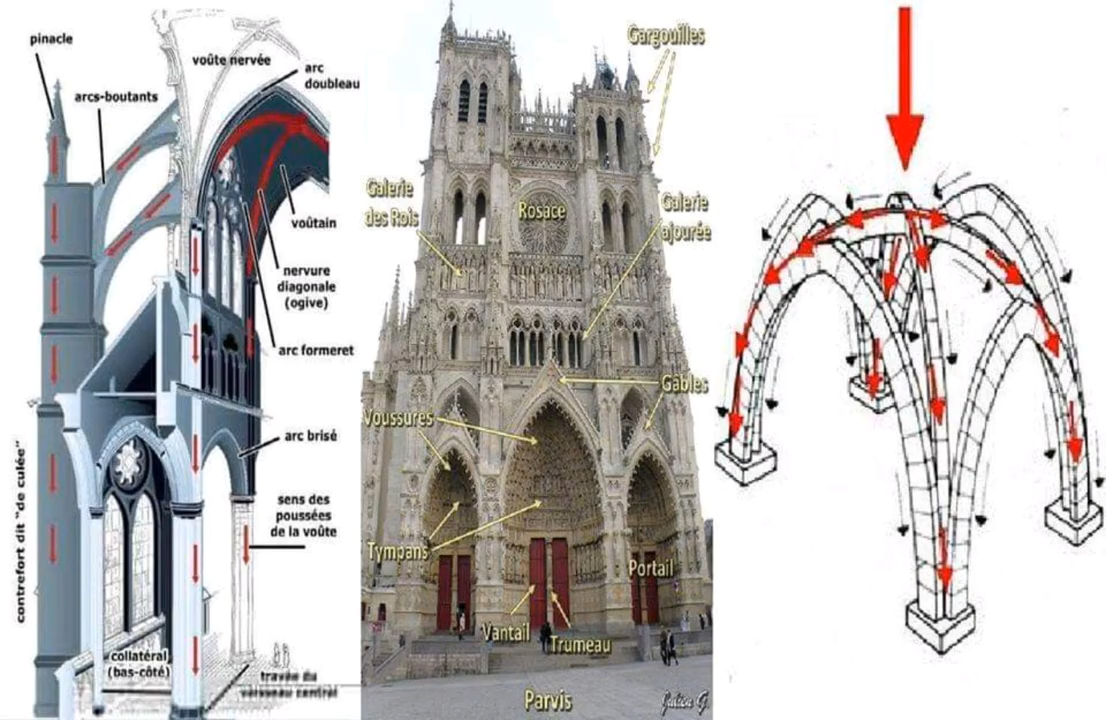 pinacle
voûte nervée
arc
doubleau
arcs-boutants
voûtain
nervure
diagonale
(ogive)
arc formeret
arc brisé
sens des
poussées
de la voûte
contrefort dit "de culée"
collatéral
(bas-côté)
travée du
vaisseau central
Gargouilles
Galerie
des Rois
Rosace
Galerie
ajourée
Gables
Voussures
Tympans
Portail
Vantail
Trumeau
Parvis
Julien G.